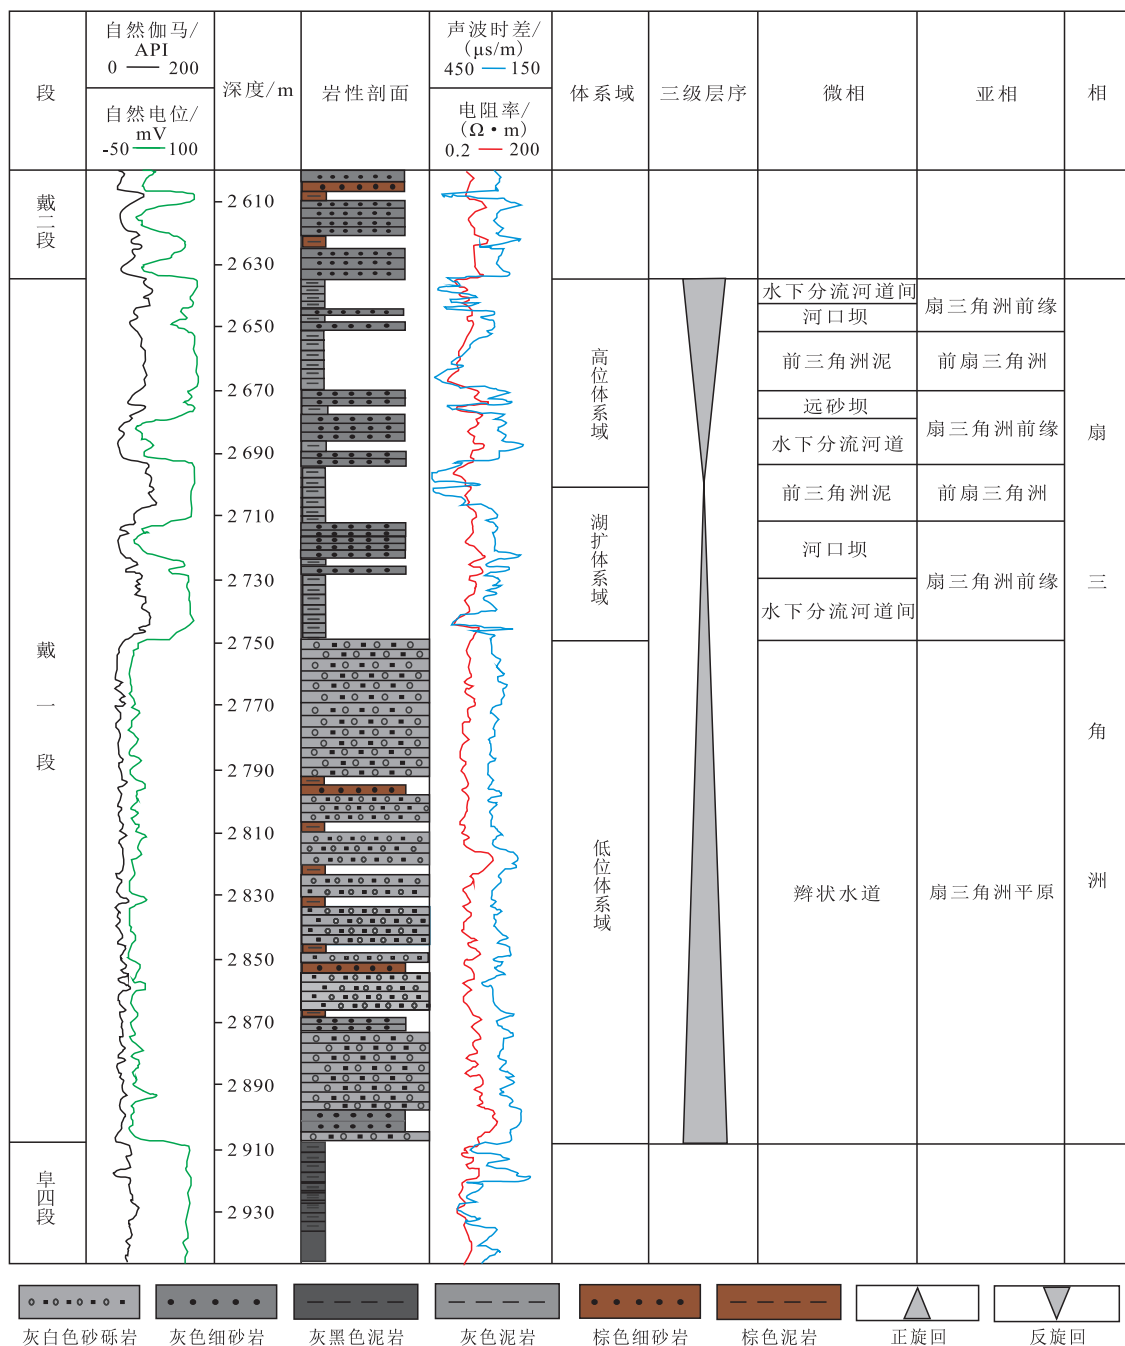 段
自然伽马/
API
0 200
自然电位/
mV
-50 100
深度/m
岩性剖面
声波时差/
(μs/m)
450 150
电阻率/
(Ω·m)
0.2 200
体系域
三级层序
微相
亚相
相
戴二段
戴一段
阜四段
2 610
2 630
2 650
2 670
2 690
2 710
2 730
2 750
2 770
2 790
2 810
2 830
2 850
2 870
2 890
2 910
2 930
高位体系域
湖扩体系域
低位体系域
水下分流河道间
河口坝
前三角洲泥
远砂坝
水下分流河道
前三角洲泥
河口坝
水下分流河道间
辫状水道
扇三角洲前缘
前扇三角洲
扇三角洲前缘
前扇三角洲
扇三角洲前缘
扇三角洲平原
扇三角洲
灰白色砂砾岩
灰色细砂岩
灰黑色泥岩
灰色泥岩
棕色细砂岩
棕色泥岩
正旋回
反旋回